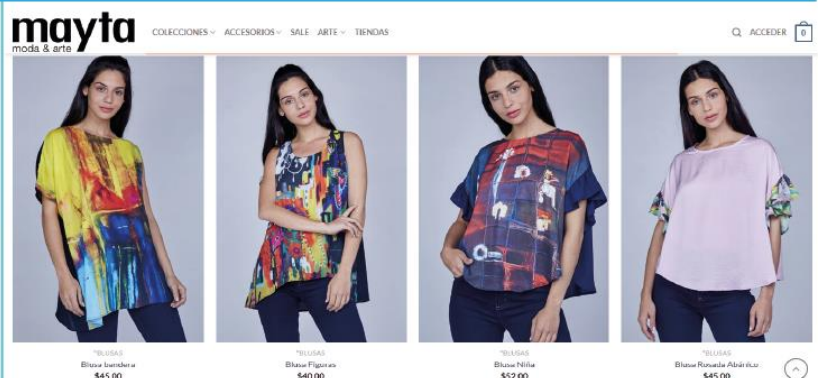 mayta
moda & arte
COLECCIONES
ACCESORIOS
SALE
ARTE
TIENDAS
ACCEDER
0
"BLUSAS
Blusa bandera
$45.00
"BLUSAS
Blusa Figuras
$40.00
"BLUSAS
Blusa Niña
$52.00
"BLUSAS
Blusa Rosada Abánico
$45.00